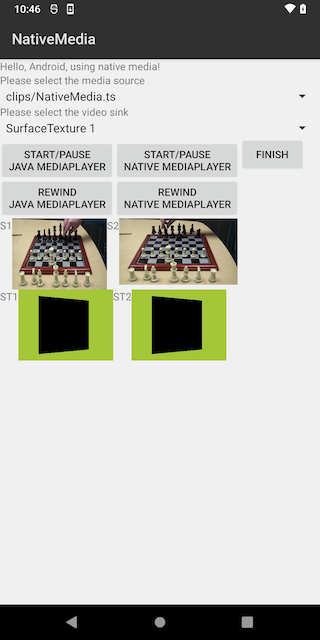 10:46
NativeMedia
Hello, Android, using native media!
Please select the media source
clips/NativeMedia.ts
Please select the video sink
SurfaceTexture 1
START/PAUSE
JAVA MEDIAPLAYER
START/PAUSE
NATIVE MEDIAPLAYER
FINISH
REWIND
JAVA MEDIAPLAYER
REWIND
NATIVE MEDIAPLAYER
S1
S2
ST1
ST2